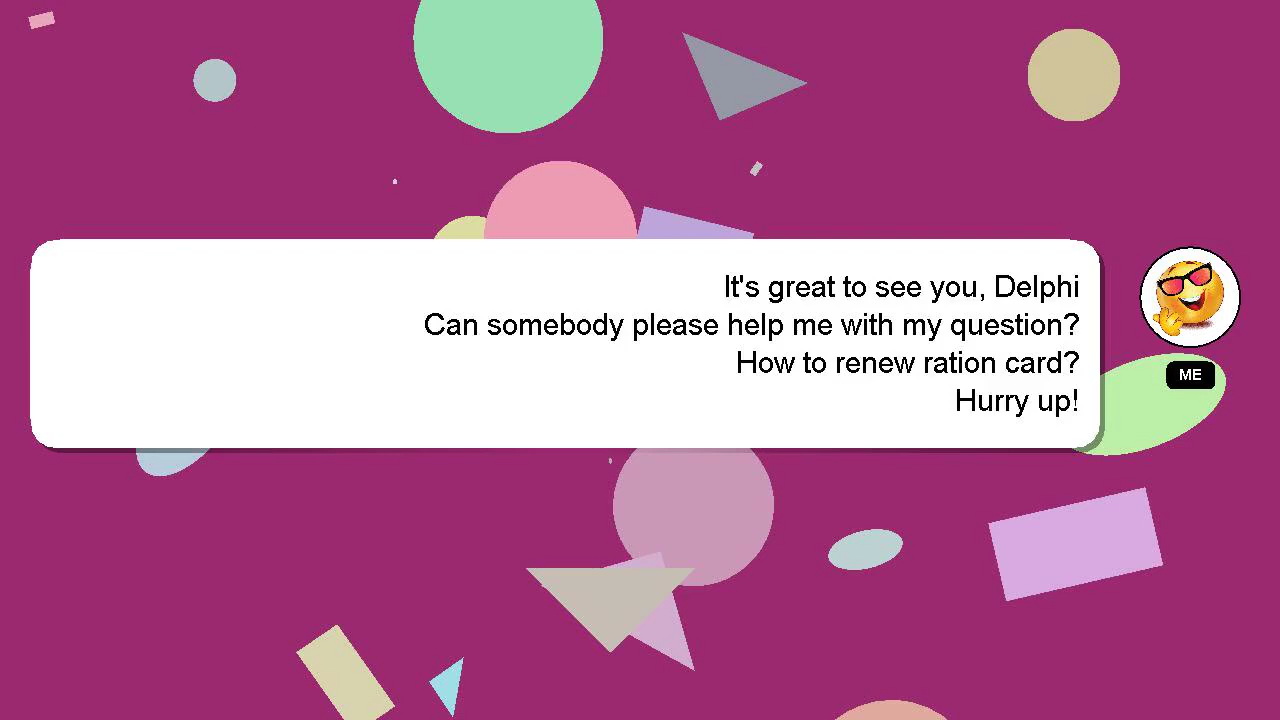 It's great to see you, Delphi
Can somebody please help me with my question?
How to renew ration card?
Hurry up!
ME